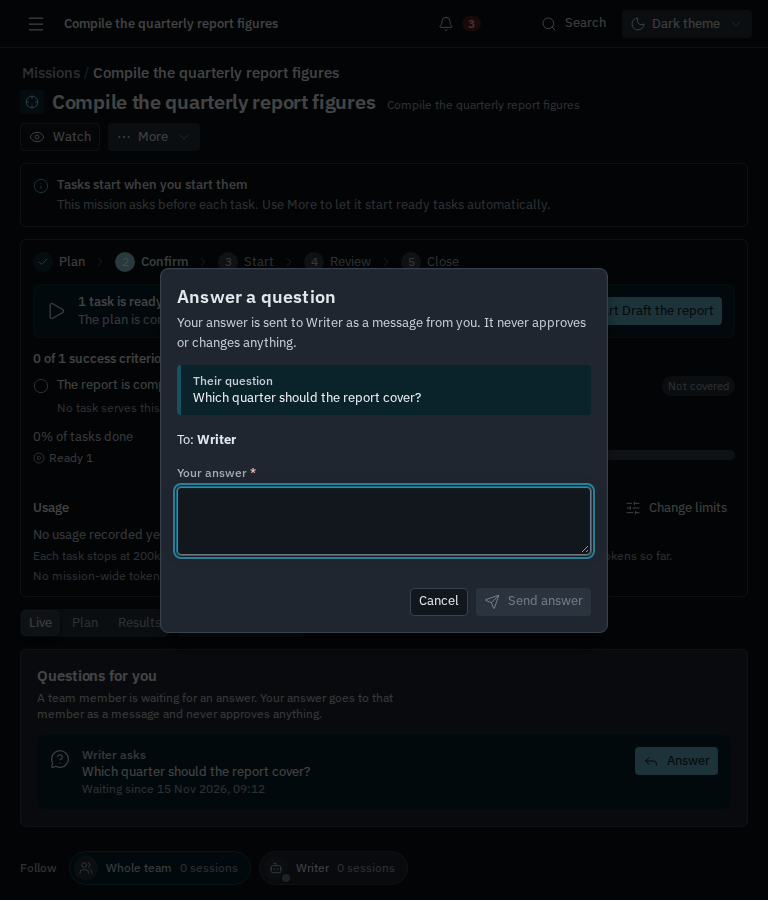 Compile the quarterly report figures
3
Search
Dark theme
Missions / Compile the quarterly report figures
Compile the quarterly report figures
Compile the quarterly report figures
Watch
More
Tasks start when you start them
This mission asks before each task. Use More to let it start ready tasks automatically.
Plan
2 Confirm
3 Start
4 Review
5 Close
1 task is ready
The plan is
Draft the report
0 of 1 success
The report is
Not covered
No task serves this
0% of tasks done
Ready 1
Usage
Change limits
No usage recorded
Each task stops at
so far.
No mission-wide
Answer a question
Your answer is sent to Writer as a message from you. It never approves
or changes anything.
Their question
Which quarter should the report cover?
To: Writer
Your answer *
Cancel
Send answer
Live
Plan
Results
Questions for you
A team member is waiting for an answer. Your answer goes to that
member as a message and never approves anything.
Writer asks
Which quarter should the report cover?
Waiting since 15 Nov 2026, 09:12
Answer
Follow
Whole team 0 sessions
Writer 0 sessions